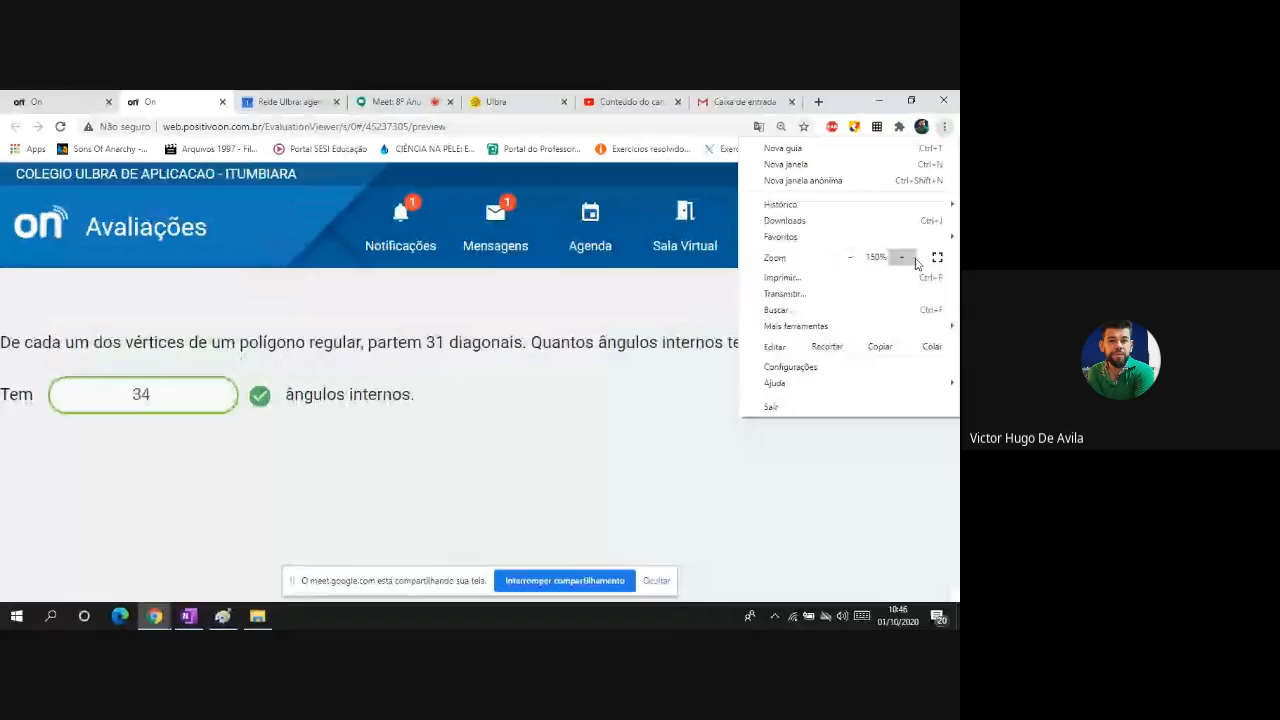 On
On
Rede Ulbra: agen
Meet: 8º Anu
Ulbra
Conteúdo do can
Caixa de entrada
Não seguro
web.positivoon.com.br/EvaluationViewer/s/0#/45237305/preview
Apps
Sons Of Anarchy -...
Arquivos 1997 - Fil...
Portal SESI Educação
CIÊNCIA NA PELE: E...
Portal do Professor...
Exercícios resolvido...
Exerc
COLEGIO ULBRA DE APLICACAO - ITUMBIARA
on
Avaliações
1
Notificações
1
Mensagens
Agenda
Sala Virtual
Nova guia Ctrl+T
Nova janela Ctrl+N
Nova janela anônima Ctrl+Shift+N
Histórico
Downloads Ctrl+J
Favoritos
Zoom 150%
Imprimir... Ctrl+P
Transmitir...
Buscar... Ctrl+F
Mais ferramentas
Editar Recortar Copiar Colar
Configurações
Ajuda
Sair
De cada um dos vértices de um polígono regular, partem 31 diagonais. Quantos ângulos internos te
Tem 34 ângulos internos.
O meet.google.com está compartilhando sua tela.
Interromper compartilhamento
Ocultar
10:46
01/10/2020
20
Victor Hugo De Avila